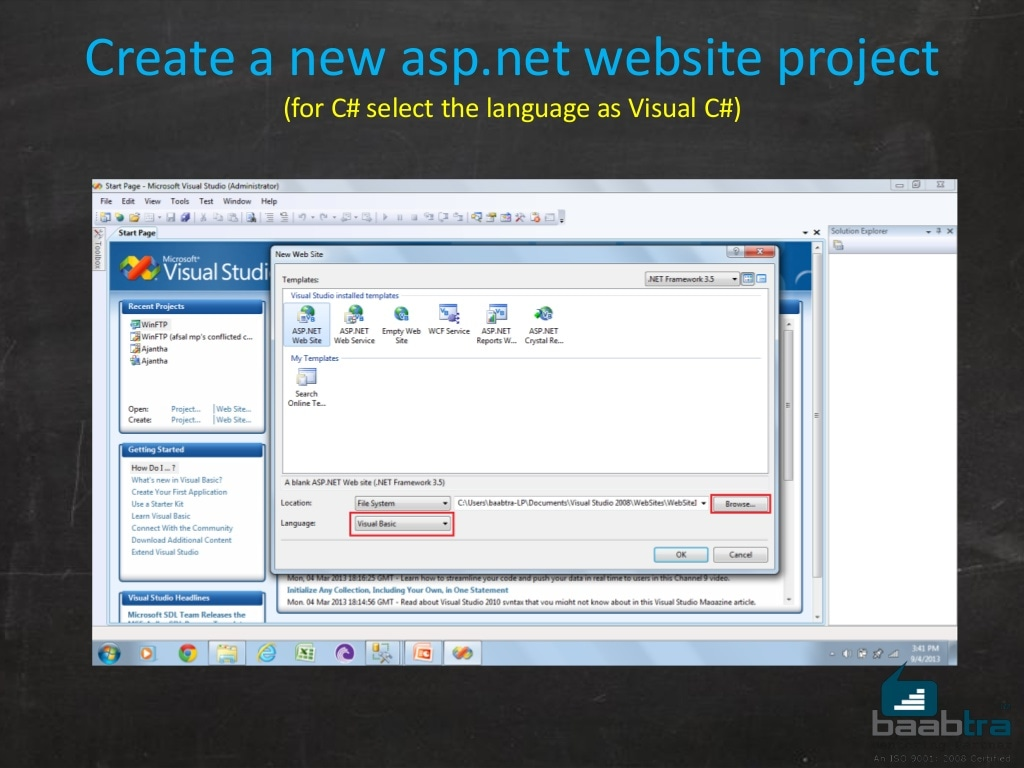 Create a new asp.net website project
(for C# select the language as Visual C#)
Start Page - Microsoft Visual Studio (Administrator)
File Edit View Tools Test Window Help
Toolbox
Start Page
Solution Explorer
Microsoft®
Visual Studi
Recent Projects
WinFTP
WinFTP (afsal mp's conflicted c...
Ajantha
Ajantha
Open: Project... Web Site...
Create: Project... Web Site...
Getting Started
How Do I ... ?
What's new in Visual Basic?
Create Your First Application
Use a Starter Kit
Learn Visual Basic
Connect With the Community
Download Additional Content
Extend Visual Studio
Visual Studio Headlines
Microsoft SDL Team Releases the
New Web Site
Templates:
.NET Framework 3.5
Visual Studio installed templates
ASP.NET
Web Site
ASP.NET
Web Service
Empty Web
Site
WCF Service
ASP.NET
Reports W...
ASP.NET
Crystal Re...
My Templates
Search
Online Te...
A blank ASP.NET Web site (.NET Framework 3.5)
Location: File System C:\Users\baabtra-LP\Documents\Visual Studio 2008\WebSites\WebSite1 Browse...
Language: Visual Basic
OK Cancel
Mon, 04 Mar 2013 18:16:25 GMT - Learn how to streamline your code and push your data in real time to users in this Channel 9 video.
Initialize Any Collection, Including Your Own, in One Statement
Mon, 04 Mar 2013 18:14:56 GMT - Read about Visual Studio 2010 syntax that you might not know about in this Visual Studio Magazine article.
3:41 PM
9/4/2013
baabtra
An ISO 9001: 2008 Certified